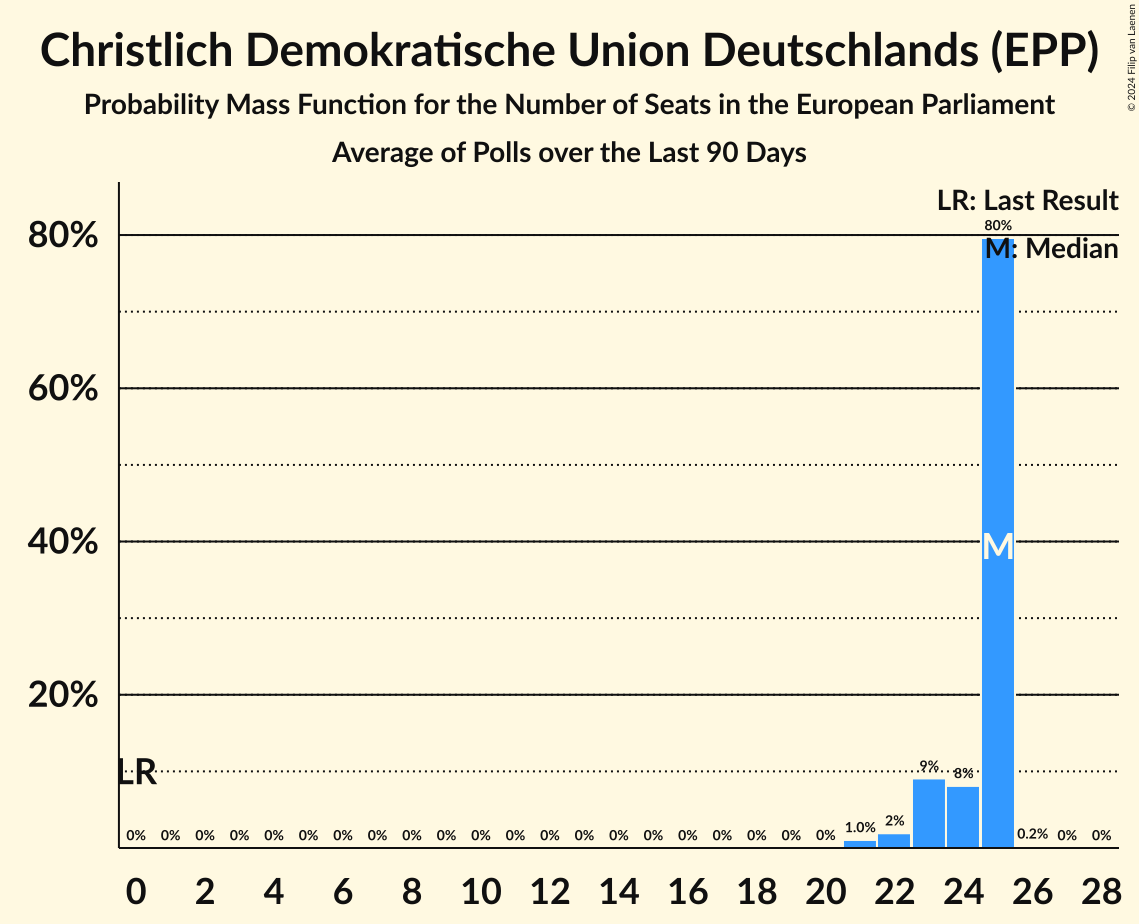 Christlich Demokratische Union Deutschlands (EPP)
Probability Mass Function for the Number of Seats in the European Parliament
Average of Polls over the Last 90 Days
© 2024 Filip van Laenen
LR: Last Result
M: Median
80%
60%
40%
20%
80%
M
LR
0% 0% 0% 0% 0% 0% 0% 0% 0% 0% 0% 0% 0% 0% 0% 0% 0% 0% 0% 0% 0% 1.0% 2% 9% 8% 0.2% 0% 0%
0 2 4 6 8 10 12 14 16 18 20 22 24 26 28